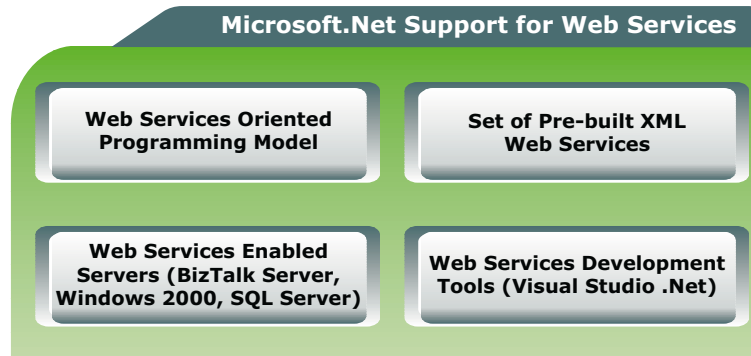 Microsoft.Net Support for Web Services
Web Services Oriented
Programming Model
Set of Pre-built XML
Web Services
Web Services Enabled
Servers (BizTalk Server,
Windows 2000, SQL Server)
Web Services Development
Tools (Visual Studio .Net)